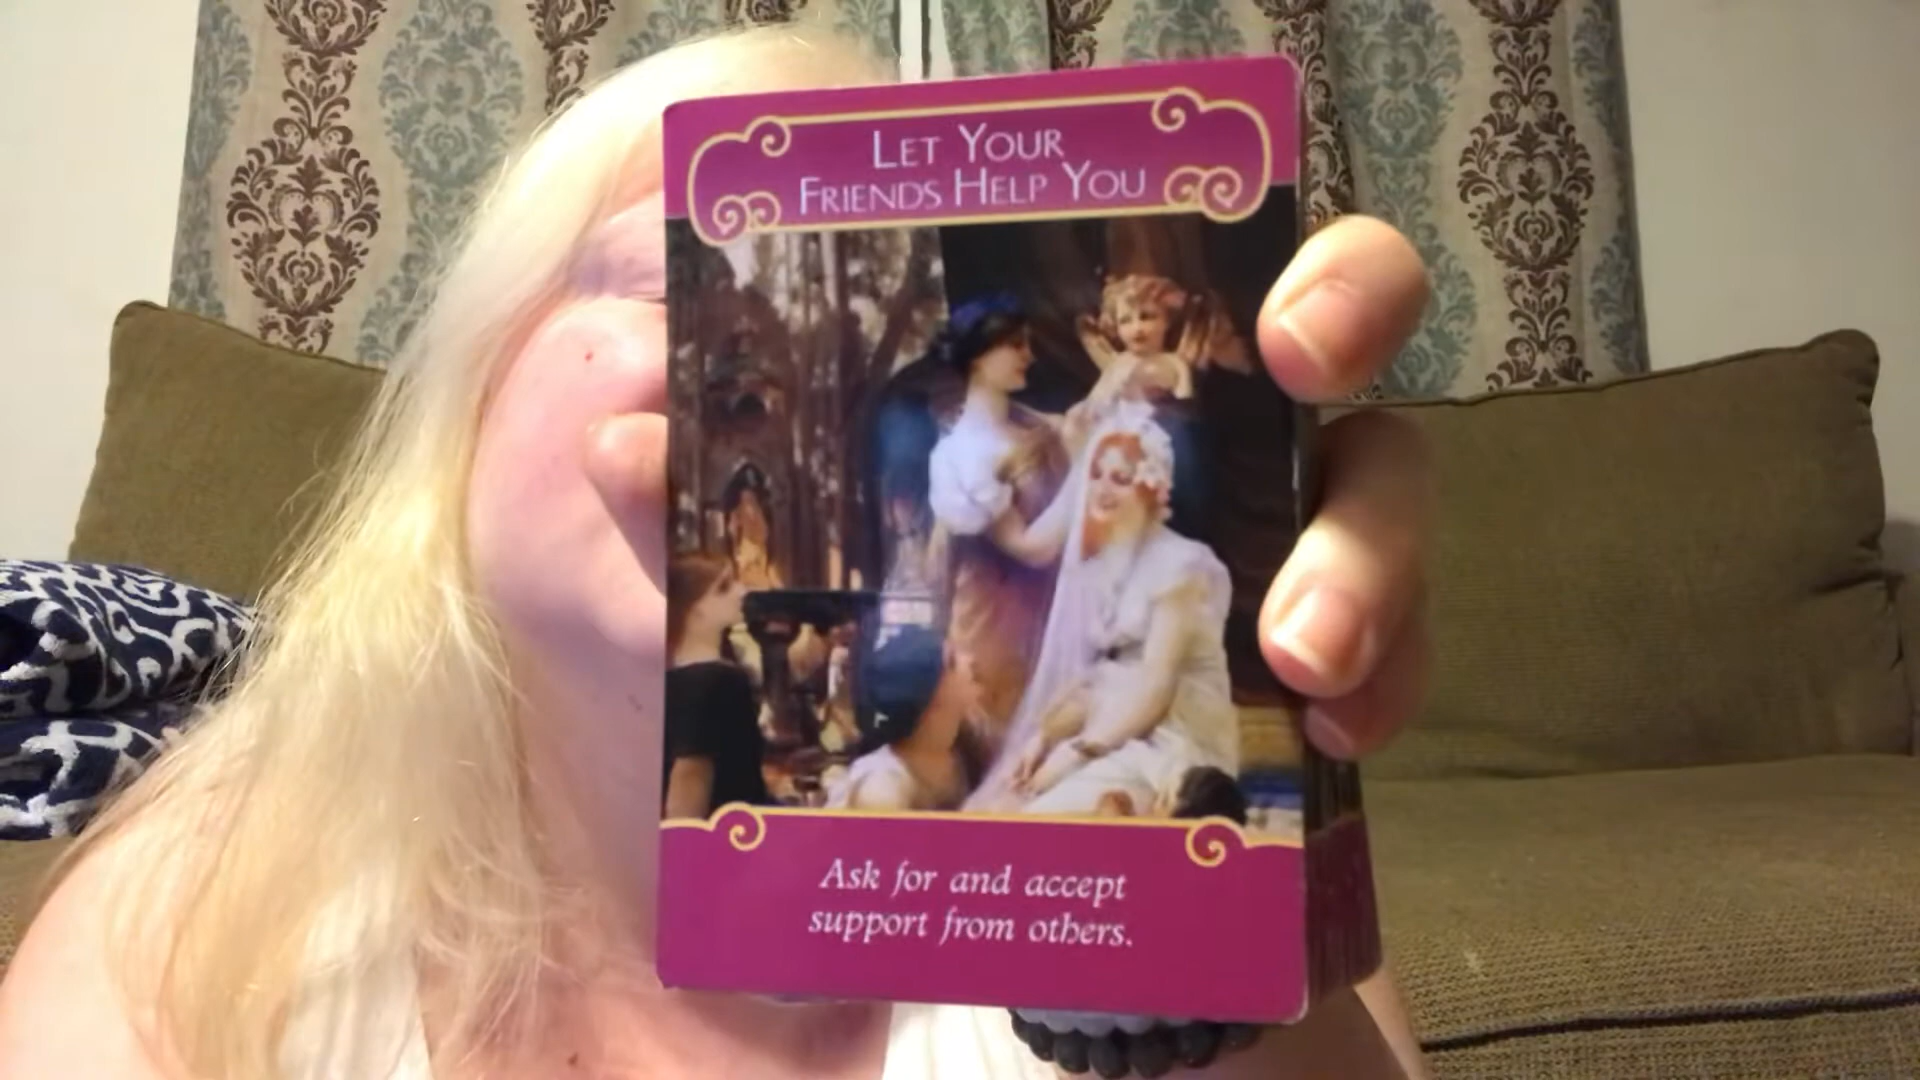 LET YOUR
FRIENDS HELP YOU
Ask for and accept
support from others.